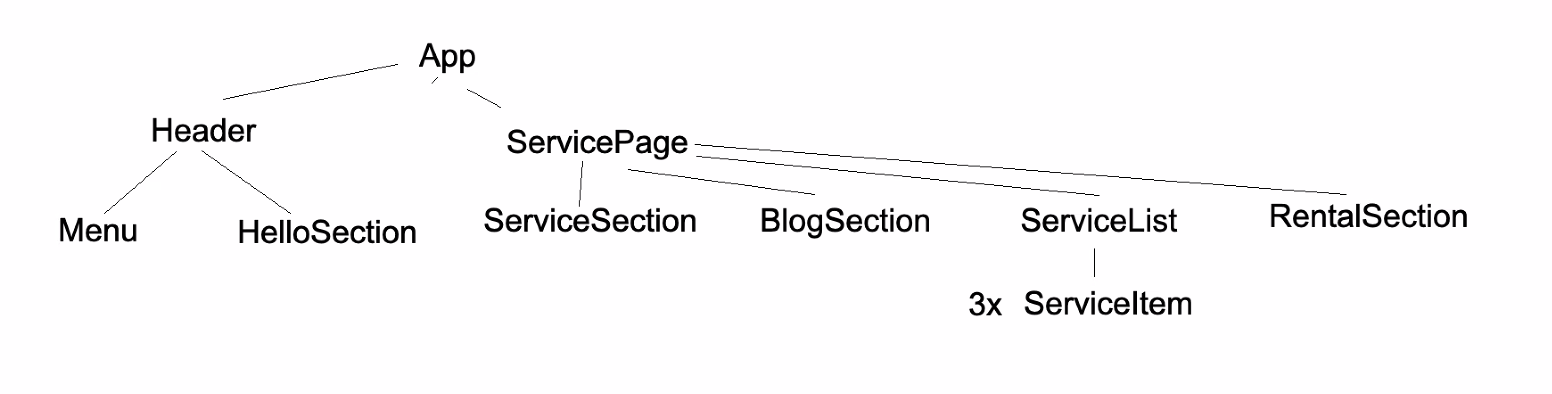 App
Header
ServicePage
Menu
HelloSection
ServiceSection
BlogSection
ServiceList
RentalSection
3x ServiceItem